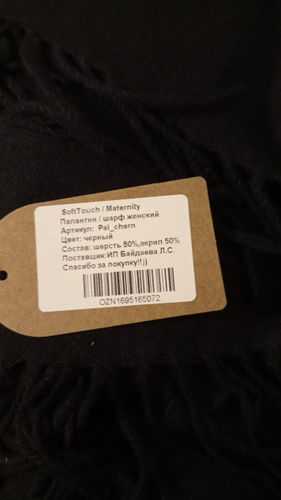 SoftTouch / Maternity
Палантин / шарф женский
Артикул: Pal_chern
Цвет: черный
Состав: шерсть 50%,акрил 50%
Поставщик:ИП Байдаева Л.С.
Спасибо за покупку!!))
OZN1695165072